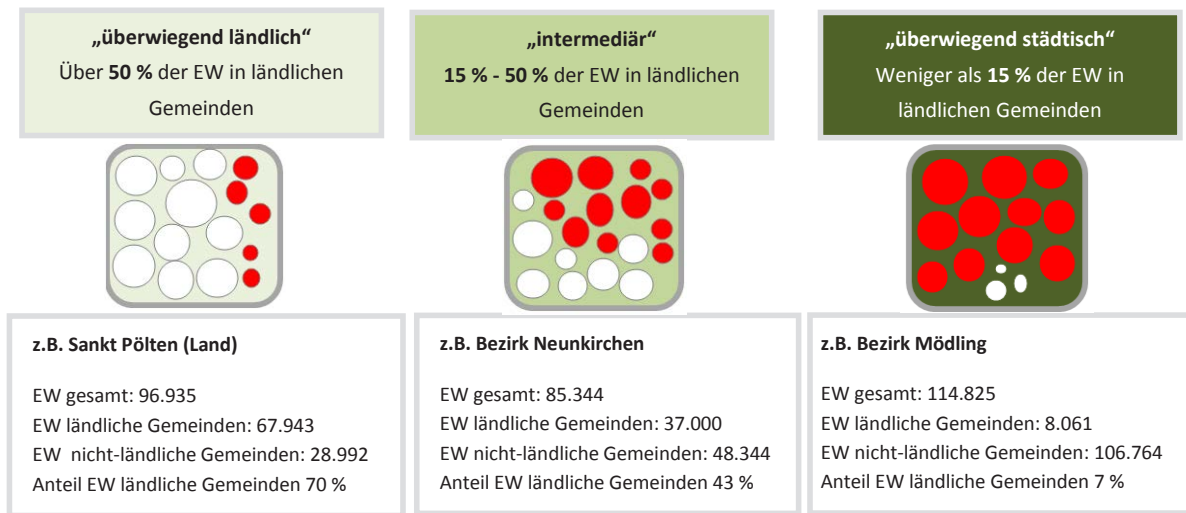 „überwiegend ländlich“
Über 50 % der EW in ländlichen
Gemeinden
„intermediär“
15 % - 50 % der EW in ländlichen
Gemeinden
„überwiegend städtisch“
Weniger als 15 % der EW in
ländlichen Gemeinden
z.B. Sankt Pölten (Land)
EW gesamt: 96.935
EW ländliche Gemeinden: 67.943
EW  nicht-ländliche Gemeinden: 28.992
Anteil EW ländliche Gemeinden 70 %
z.B. Bezirk Neunkirchen
EW gesamt: 85.344
EW ländliche Gemeinden: 37.000
EW nicht-ländliche Gemeinden: 48.344
Anteil EW ländliche Gemeinden 43 %
z.B. Bezirk Mödling
EW gesamt: 114.825
EW ländliche Gemeinden: 8.061
EW nicht-ländliche Gemeinden: 106.764
Anteil EW ländliche Gemeinden 7 %